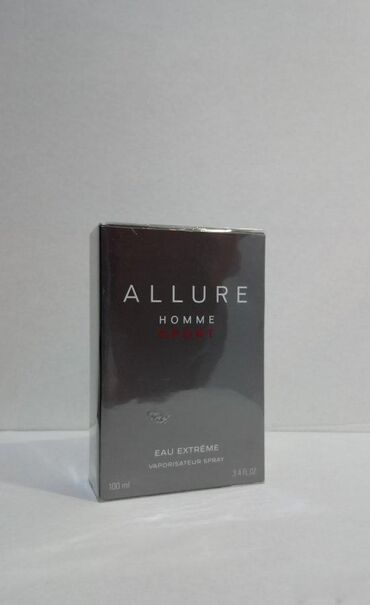 ALLURE
HOMME
SPORT
EAU EXTRÊME
VAPORISATEUR SPRAY
100 ml 3.4 FL.OZ